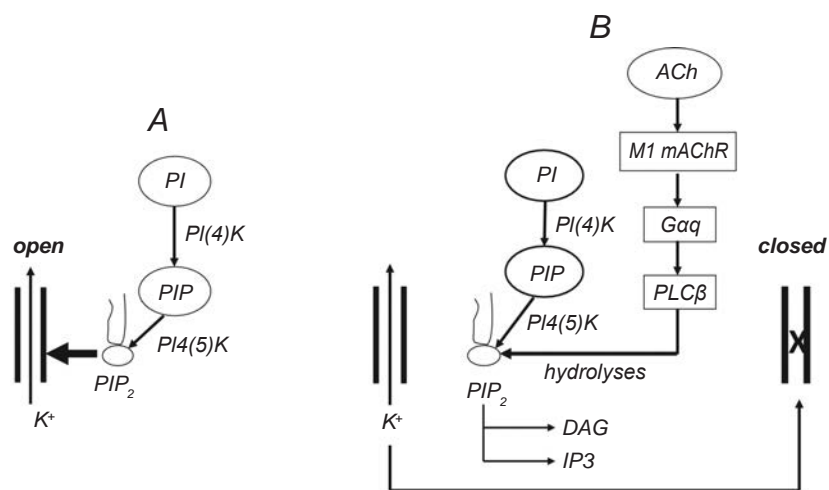 A
PI
PI(4)K
open
PIP
PI4(5)K
PIP2
K+
B
ACh
M1 mAChR
PI
PI(4)K
Gαq
closed
PIP
PLCβ
PI4(5)K
X
hydrolyses
PIP2
K+
DAG
IP3